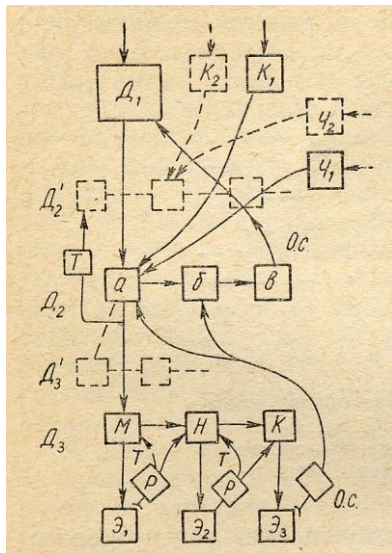 Д₁ К₂ К₁
Ч₂
Ч₁
Д₂'
О.С
Т
Д₂ а б в
Д₃'
Д₃ М Н К
Т Р Т Р
О.С.
Э₁ Э₂ Э₃